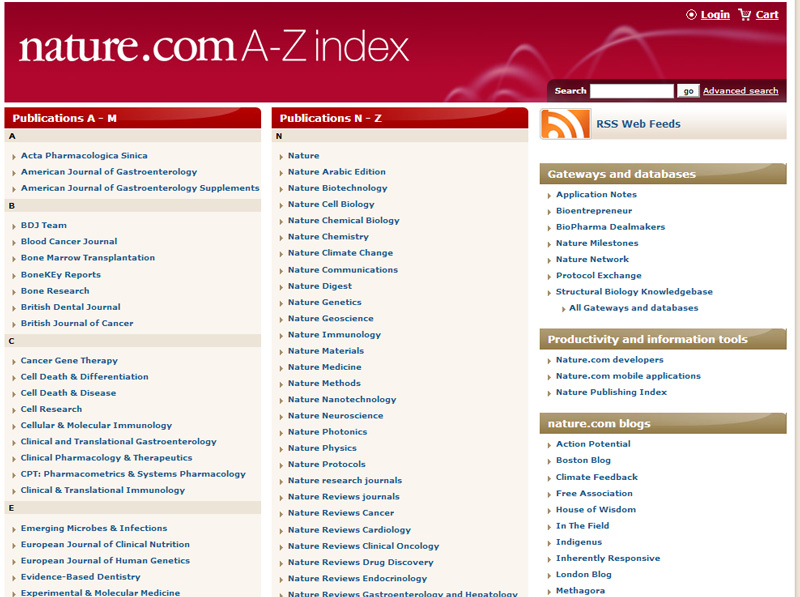 Login Cart
nature.com A-Z index
Search go Advanced search
Publications A - M
A
Acta Pharmacologica Sinica
American Journal of Gastroenterology
American Journal of Gastroenterology Supplements
B
BDJ Team
Blood Cancer Journal
Bone Marrow Transplantation
BoneKEy Reports
Bone Research
British Dental Journal
British Journal of Cancer
C
Cancer Gene Therapy
Cell Death & Differentiation
Cell Death & Disease
Cell Research
Cellular & Molecular Immunology
Clinical and Translational Gastroenterology
Clinical Pharmacology & Therapeutics
CPT: Pharmacometrics & Systems Pharmacology
Clinical & Translational Immunology
E
Emerging Microbes & Infections
European Journal of Clinical Nutrition
European Journal of Human Genetics
Evidence-Based Dentistry
Experimental & Molecular Medicine
Publications N - Z
N
Nature
Nature Arabic Edition
Nature Biotechnology
Nature Cell Biology
Nature Chemical Biology
Nature Chemistry
Nature Climate Change
Nature Communications
Nature Digest
Nature Genetics
Nature Geoscience
Nature Immunology
Nature Materials
Nature Medicine
Nature Methods
Nature Nanotechnology
Nature Neuroscience
Nature Photonics
Nature Physics
Nature Protocols
Nature research journals
Nature Reviews journals
Nature Reviews Cancer
Nature Reviews Cardiology
Nature Reviews Clinical Oncology
Nature Reviews Drug Discovery
Nature Reviews Endocrinology
Nature Reviews Gastroenterology and Hepatology
RSS Web Feeds
Gateways and databases
Application Notes
Bioentrepreneur
BioPharma Dealmakers
Nature Milestones
Nature Network
Protocol Exchange
Structural Biology Knowledgebase
All Gateways and databases
Productivity and information tools
Nature.com developers
Nature.com mobile applications
Nature Publishing Index
nature.com blogs
Action Potential
Boston Blog
Climate Feedback
Free Association
House of Wisdom
In The Field
Indigenus
Inherently Responsive
London Blog
Methagora